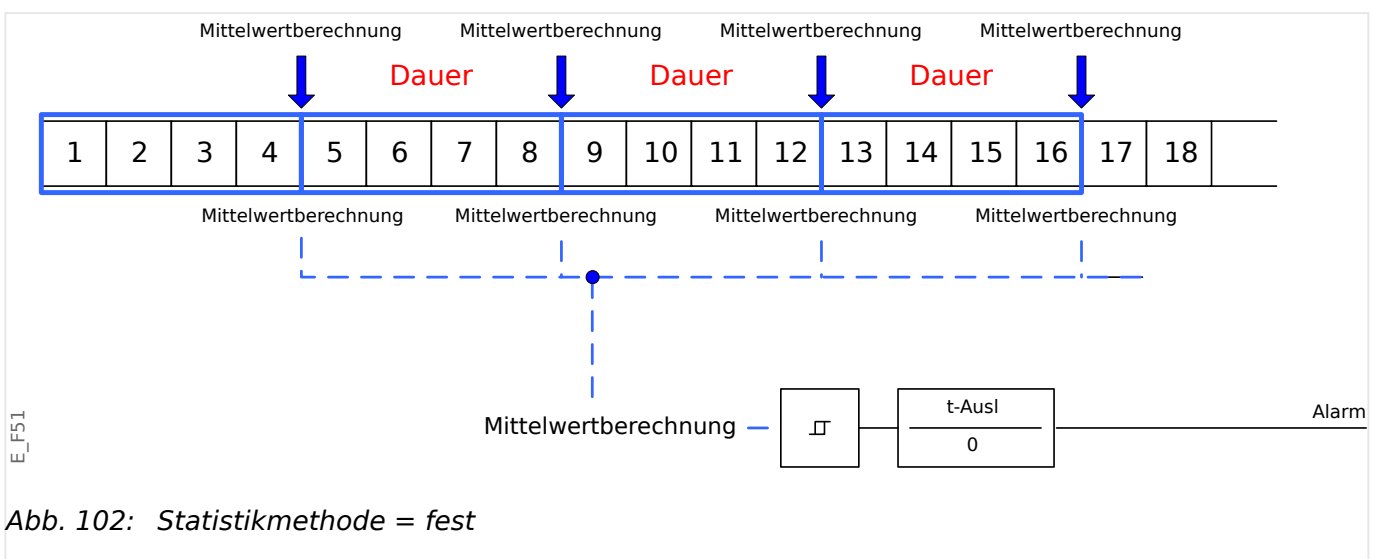 Mittelwertberechnung Mittelwertberechnung Mittelwertberechnung Mittelwertberechnung
Dauer Dauer Dauer
1 2 3 4 5 6 7 8 9 10 11 12 13 14 15 16 17 18
Mittelwertberechnung Mittelwertberechnung Mittelwertberechnung Mittelwertberechnung
Mittelwertberechnung
t-Ausl
0
Alarm
E_F51
Abb. 102: Statistikmethode = fest